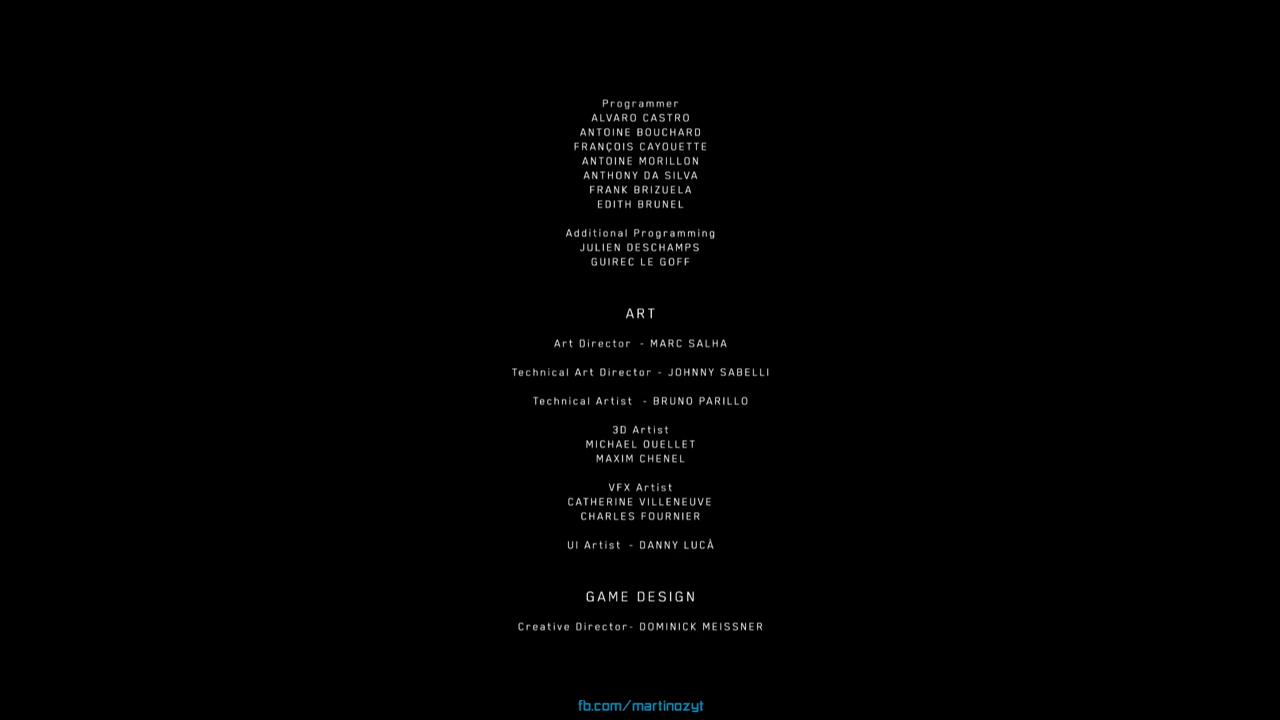 Programmer
ALVARO CASTRO
ANTOINE BOUCHARD
FRANÇOIS CAYOUETTE
ANTOINE MORILLON
ANTHONY DA SILVA
FRANK BRIZUELA
EDITH BRUNEL
Additional Programming
JULIEN DESCHAMPS
GUIREC LE GOFF
ART
Art Director - MARC SALHA
Technical Art Director - JOHNNY SABELLI
Technical Artist - BRUNO PARILLO
3D Artist
MICHAEL OUELLET
MAXIM CHENEL
VFX Artist
CATHERINE VILLENEUVE
CHARLES FOURNIER
UI Artist - DANNY LUCÀ
GAME DESIGN
Creative Director- DOMINICK MEISSNER
fb.com/martinozyt